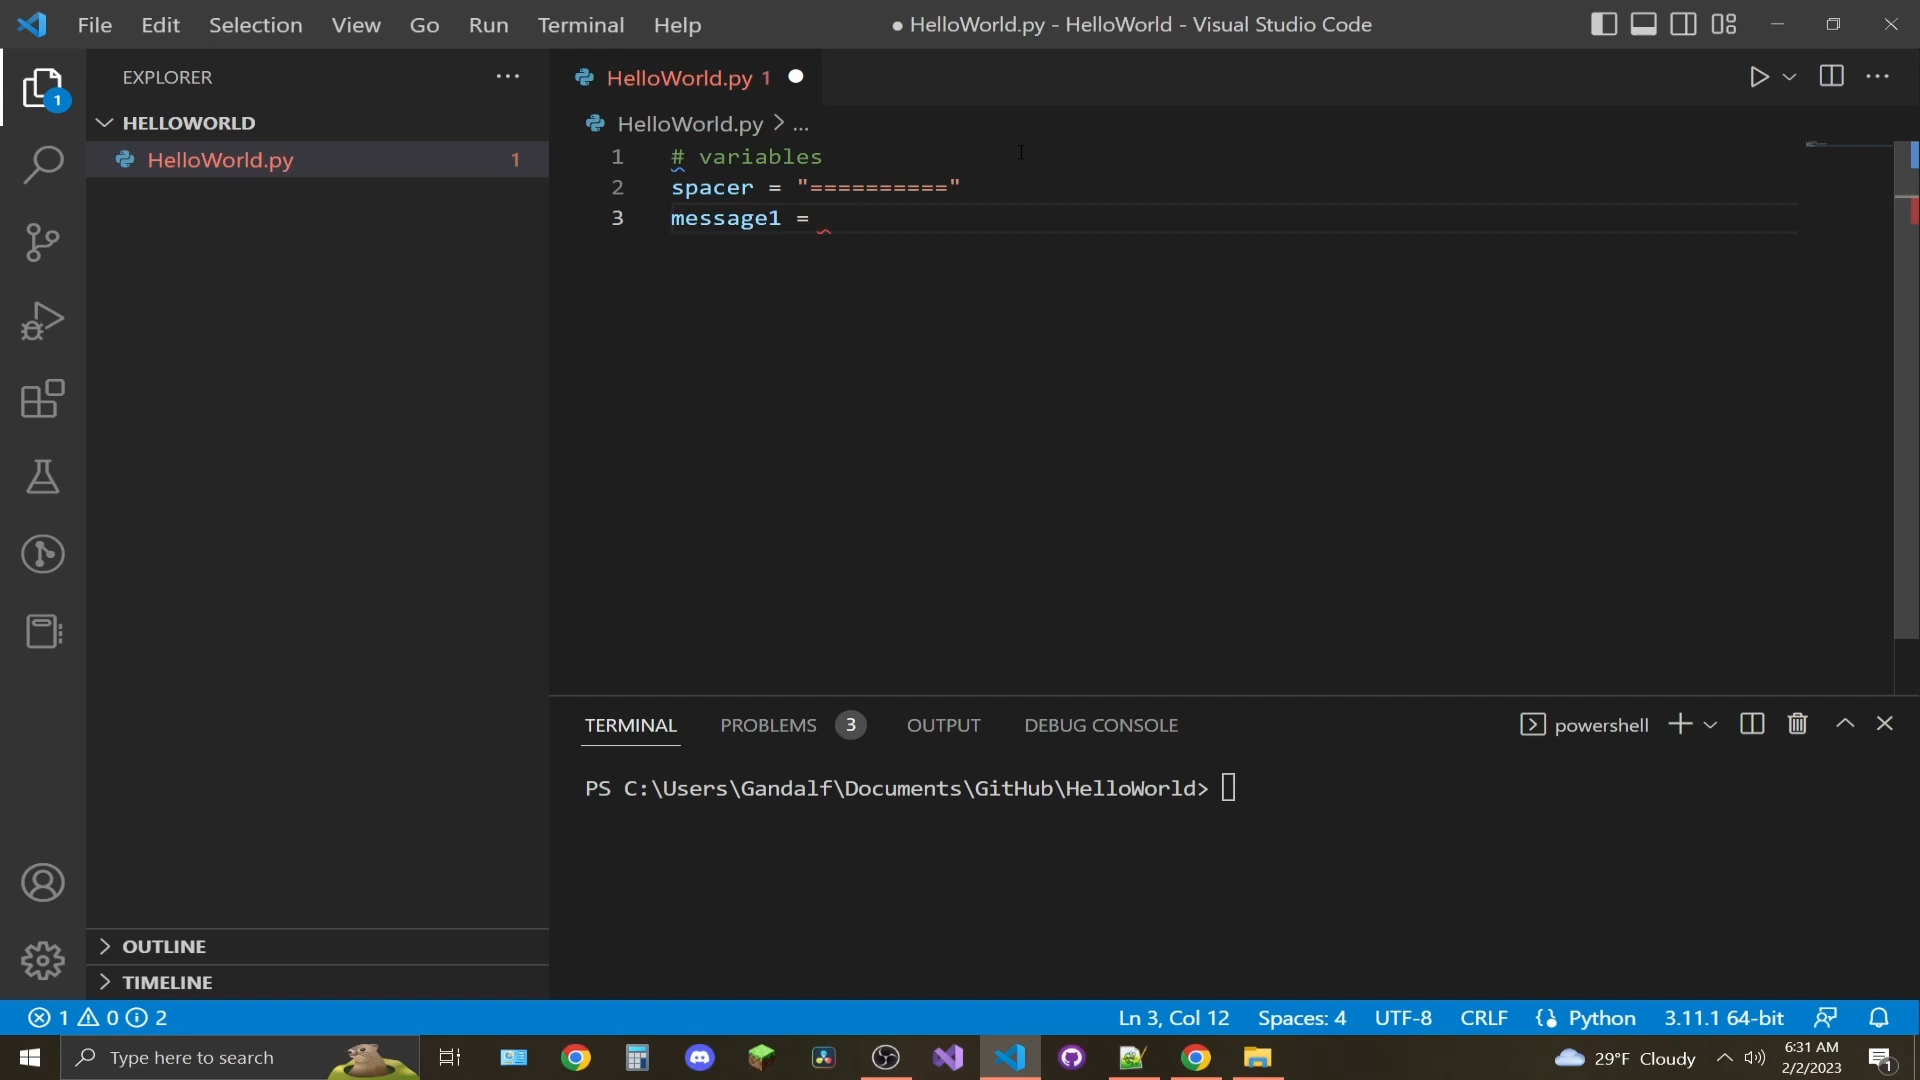 File Edit Selection View Go Run Terminal Help
● HelloWorld.py - HelloWorld - Visual Studio Code
EXPLORER
HelloWorld.py 1
HELLOWORLD
HelloWorld.py > ...
HelloWorld.py 1
1 # variables
2 spacer = "=========="
3 message1 =
TERMINAL PROBLEMS 3 OUTPUT DEBUG CONSOLE
powershell
PS C:\Users\Gandalf\Documents\GitHub\HelloWorld>
1
OUTLINE
TIMELINE
1 0 2
Ln 3, Col 12 Spaces: 4 UTF-8 CRLF Python 3.11.1 64-bit
Type here to search
29°F Cloudy
6:31 AM
2/2/2023
1